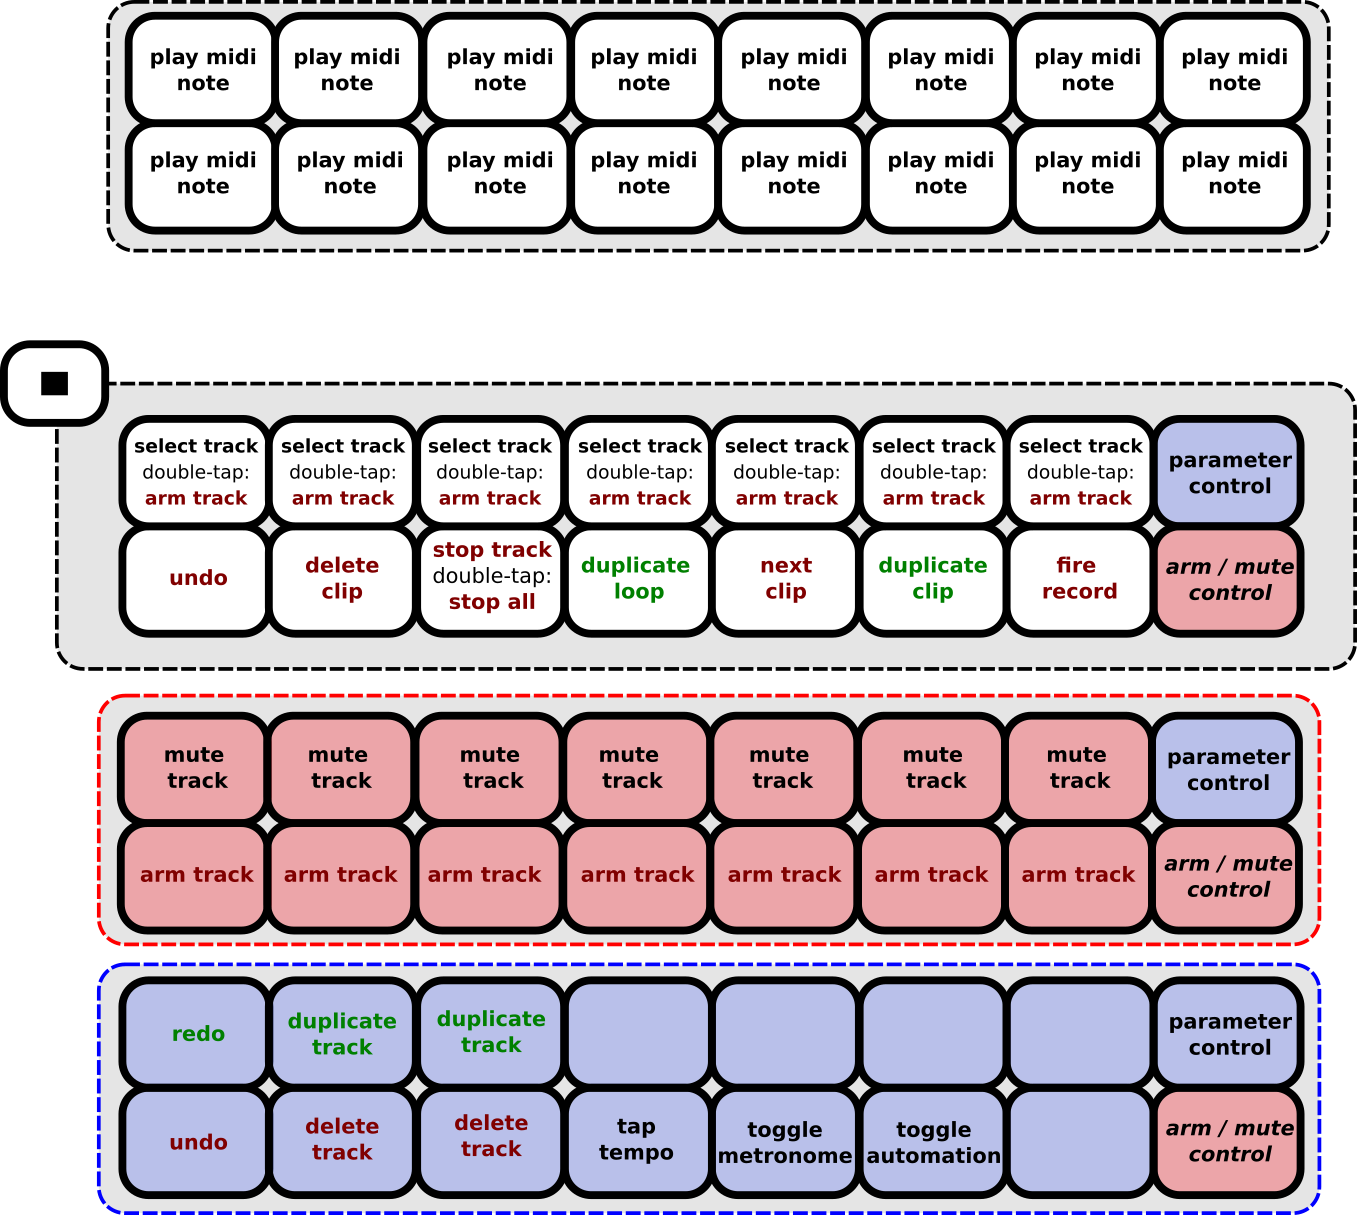 play midi
note
play midi
note
play midi
note
play midi
note
play midi
note
play midi
note
play midi
note
play midi
note
play midi
note
play midi
note
play midi
note
play midi
note
play midi
note
play midi
note
play midi
note
play midi
note
select track
double-tap:
arm track
select track
double-tap:
arm track
select track
double-tap:
arm track
select track
double-tap:
arm track
select track
double-tap:
arm track
select track
double-tap:
arm track
select track
double-tap:
arm track
parameter
control
undo
delete
clip
stop track
double-tap:
stop all
duplicate
loop
next
clip
duplicate
clip
fire
record
arm / mute
control
mute
track
mute
track
mute
track
mute
track
mute
track
mute
track
mute
track
parameter
control
arm track
arm track
arm track
arm track
arm track
arm track
arm track
arm / mute
control
redo
duplicate
track
duplicate
track
parameter
control
undo
delete
track
delete
track
tap
tempo
toggle
metronome
toggle
automation
arm / mute
control